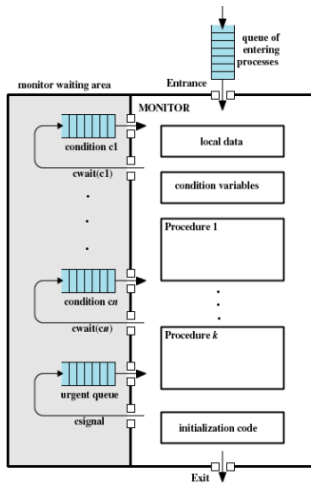 queue of
entering
processes
monitor waiting area
Entrance
MONITOR
condition c1
local data
cwait(c1)
condition variables
Procedure 1
condition cn
cwait(cn)
Procedure k
urgent queue
csignal
initialization code
Exit